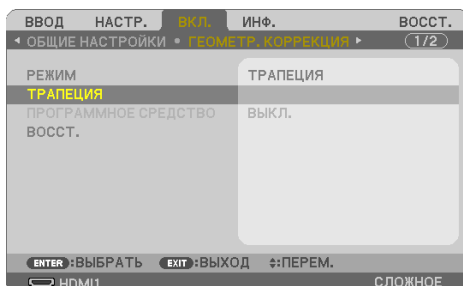 ВВОД НАСТР. ВКЛ. ИНФ. ВОССТ.
ОБЩИЕ НАСТРОЙКИ • ГЕОМЕТР. КОРРЕКЦИЯ 1/2
РЕЖИМ ТРАПЕЦИЯ
ТРАПЕЦИЯ
ПРОГРАММНОЕ СРЕДСТВО ВЫКЛ.
ВОССТ.
ENTER :ВЫБРАТЬ EXIT :ВЫХОД :ПЕРЕМ.
HDMI1 СЛОЖНОЕ